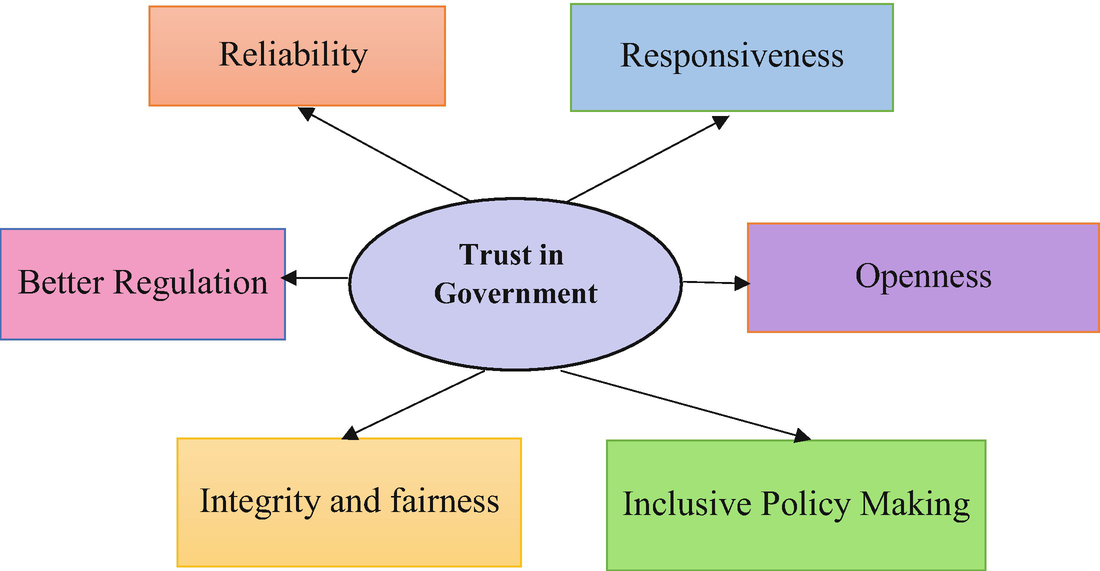 Reliability
Responsiveness
Trust in
Government
Better Regulation
Openness
Integrity and fairness
Inclusive Policy Making